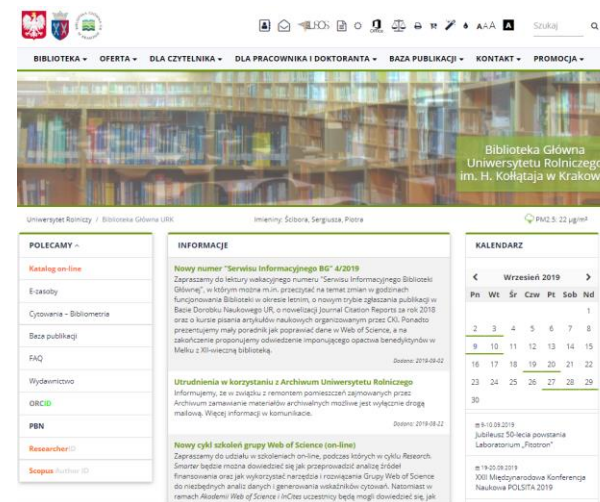 AAA A Szukaj
BIBLIOTEKA OFERTA DLA CZYTELNIKA DLA PRACOWNIKA I DOKTORANTA BAZA PUBLIKACJI KONTAKT PROMOCJA
Biblioteka Główna
Uniwersytetu Rolniczego
im. H. Kołłątaja w Krakow
Uniwersytet Rolniczy / Biblioteka Główna URK
Imieniny: Ścibora, Sergiusza, Piotra
PM2.5: 22 µg/m³
POLECAMY
Katalog on-line
E-zasoby
Cytowania – Bibliometria
Baza publikacji
FAQ
Wydawnictwo
ORCID
PBN
ResearcherID
Scopus Author ID
INFORMACJE
Nowy numer "Serwisu Informacyjnego BG" 4/2019
Zapraszamy do lektury wakacyjnego numeru "Serwisu Informacyjnego Biblioteki
Głównej", w którym można m.in. przeczytać na temat zmian w godzinach
funkcjonowania Biblioteki w okresie letnim, o nowym trybie zgłaszania publikacji w
Bazie Dorobku Naukowego UR, o nowelizacji Journal Citation Reports za rok 2018
oraz o kursie pisania artykułów naukowych organizowanym przez CKI. Ponadto
prezentujemy mały poradnik jak poprawiać dane w Web of Science, a na
zakończenie proponujemy odwiedzenie imponującego opactwa benedyktynów w
Melku z XII-wieczną biblioteką.
Dodano: 2019-09-02
Utrudnienia w korzystaniu z Archiwum Uniwersytetu Rolniczego
Informujemy, że w związku z remontem pomieszczeń zajmowanych przez
Archiwum zamawianie materiałów archiwalnych możliwe jest wyłącznie drogą
mailową. Więcej informacji w komunikacie.
Dodano: 2019-08-22
Nowy cykl szkoleń grupy Web of Science (on-line)
Zapraszamy do udziału w szkoleniach on-line, podczas których w cyklu Research
Smarter będzie można dowiedzieć się jak przeprowadzić analizę źródeł
finansowania oraz jak wykorzystać narzędzia i rozwiązania Grupy Web of Science
do niezbędnych analiz danych i generowania wskaźników cytowań. Natomiast w
ramach Akademii Web of Science i InCites uczestnicy będą mogli dowiedzieć się, jak
KALENDARZ
Wrzesień 2019
Pn Wt Śr Czw Pt Sob Nd
1
2 3 4 5 6 7 8
9 10 11 12 13 14 15
16 17 18 19 20 21 22
23 24 25 26 27 28 29
30
9-10.09.2019
Jubileusz 50-lecia powstania
Laboratorium „Fitotron"
19-20.09.2019
XXII Międzynarodowa Konferencja
Naukowa POLSITA 2019